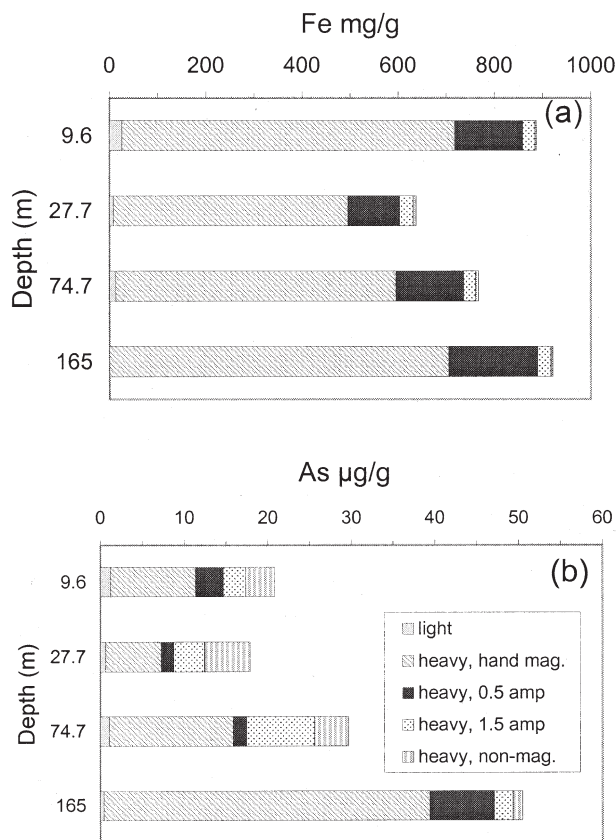 Fe mg/g
0 200 400 600 800 1000
(a)
Depth (m)
9.6
27.7
74.7
165
As µg/g
0 10 20 30 40 50 60
(b)
Depth (m)
9.6
27.7
74.7
165
light
heavy, hand mag.
heavy, 0.5 amp
heavy, 1.5 amp
heavy, non-mag.